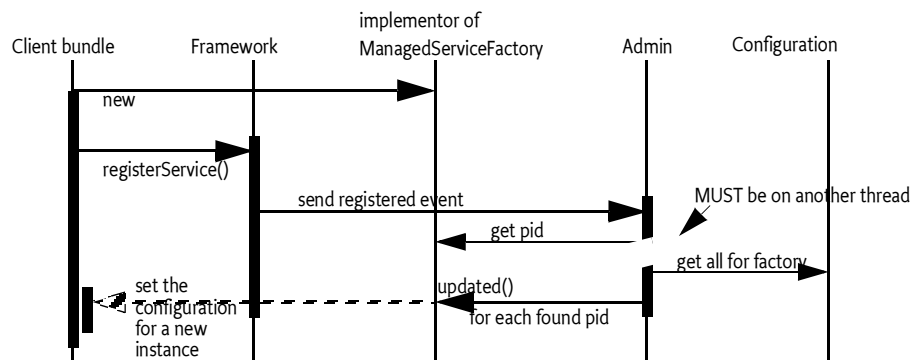 implementor of
Client bundle
Framework
ManagedServiceFactory
Admin
Configuration
new
registerService()
MUST be on another thread
send registered event
get pid
get all for factory
set the
updated()
configuration
for each found pid
for a new
instance